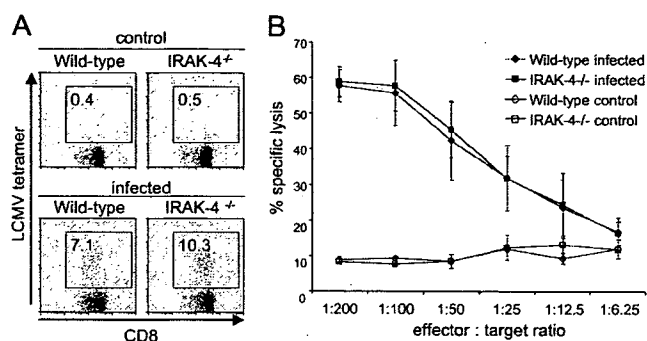 A
control
Wild-type IRAK-4-/-
0.4 0.5
infected
Wild-type IRAK-4 -/-
7.1 10.3
LCMV tetramer
CD8
B
Wild-type infected
IRAK-4-/- infected
Wild-type control
IRAK-4-/- control
% specific lysis
70
60
50
40
30
20
10
0
1:200 1:100 1:50 1:25 1:12.5 1:6.25
effector : target ratio